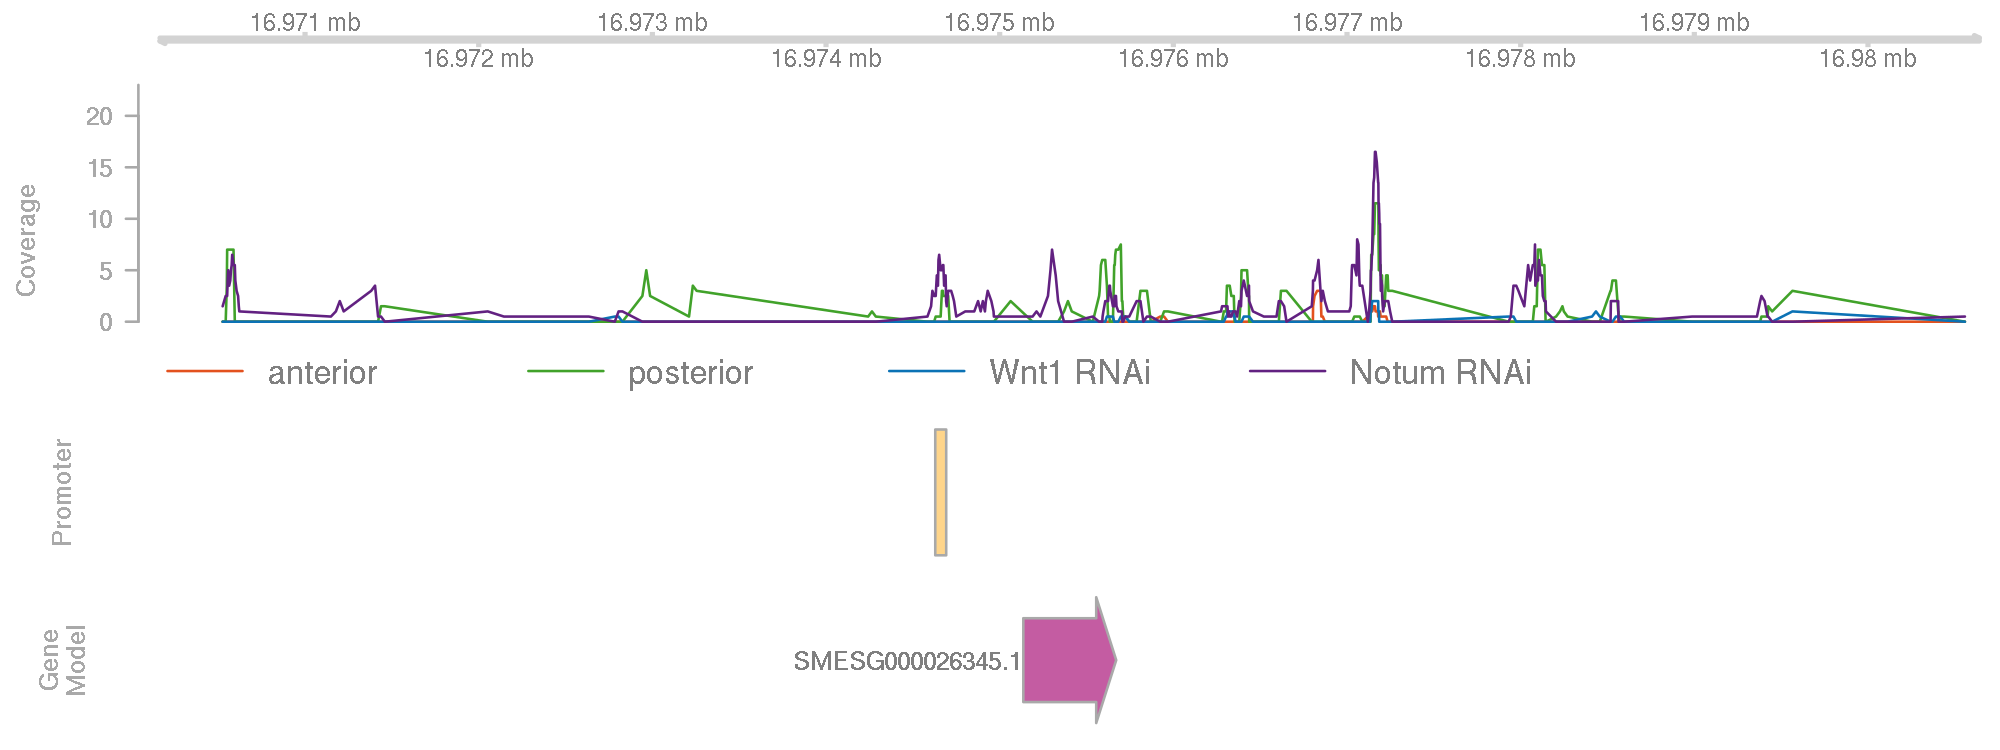 16.971 mb 16.973 mb 16.975 mb 16.977 mb 16.979 mb
16.972 mb 16.974 mb 16.976 mb 16.978 mb 16.98 mb
Coverage
20
15
10
5
0
anterior posterior Wnt1 RNAi Notum RNAi
Promoter
Gene
Model
SMESG000026345.1